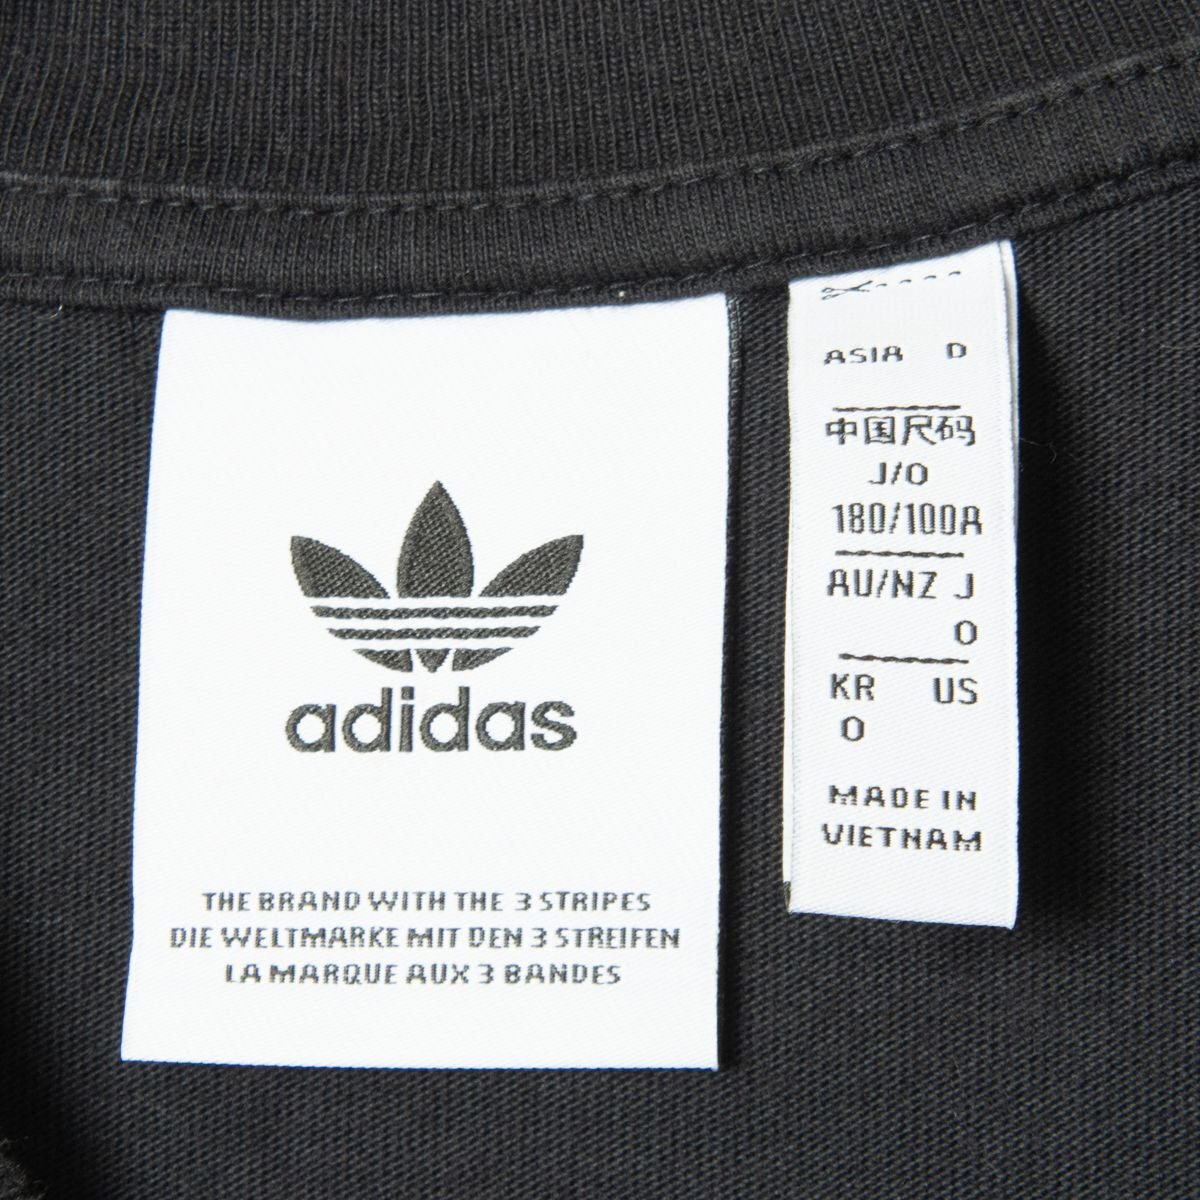 adidas
THE BRAND WITH THE 3 STRIPES
DIE WELTMARKE MIT DEN 3 STREIFEN
LA MARQUE AUX 3 BANDES
ASIA D
中国尺码
J/O
180/100A
AU/NZ J
O
KR US
O
MADE IN
VIETNAM